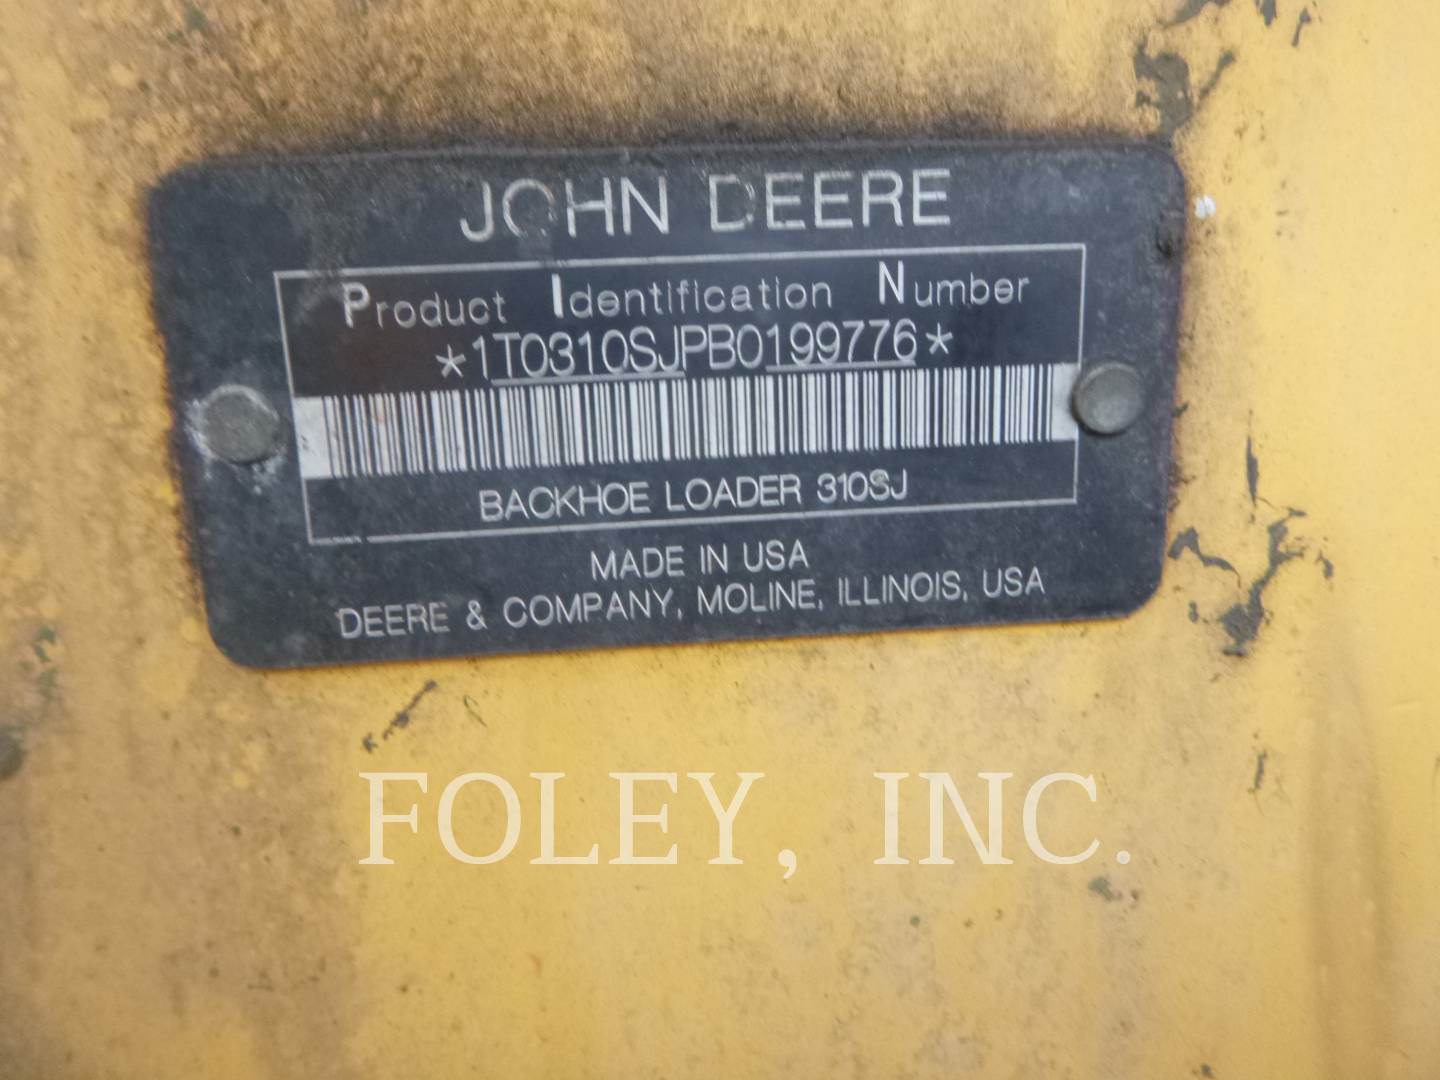 JOHN DEERE
Product Identification Number
*1T0310SJPB0199776*
BACKHOE LOADER 310SJ
MADE IN USA
DEERE & COMPANY, MOLINE, ILLINOIS, USA
FOLEY, INC.